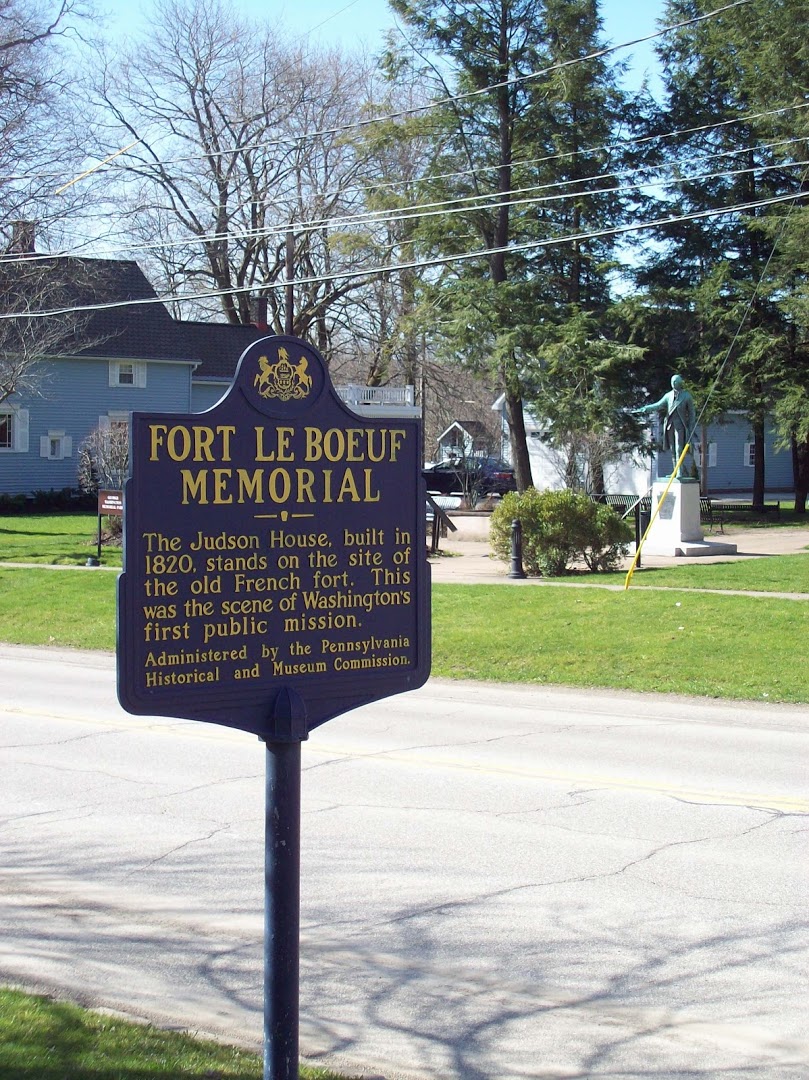 FORT LE BOEUF
MEMORIAL
The Judson House, built in
1820, stands on the site of
the old French fort. This
was the scene of Washington's
first public mission.
Administered by the Pennsylvania
Historical and Museum Commission.